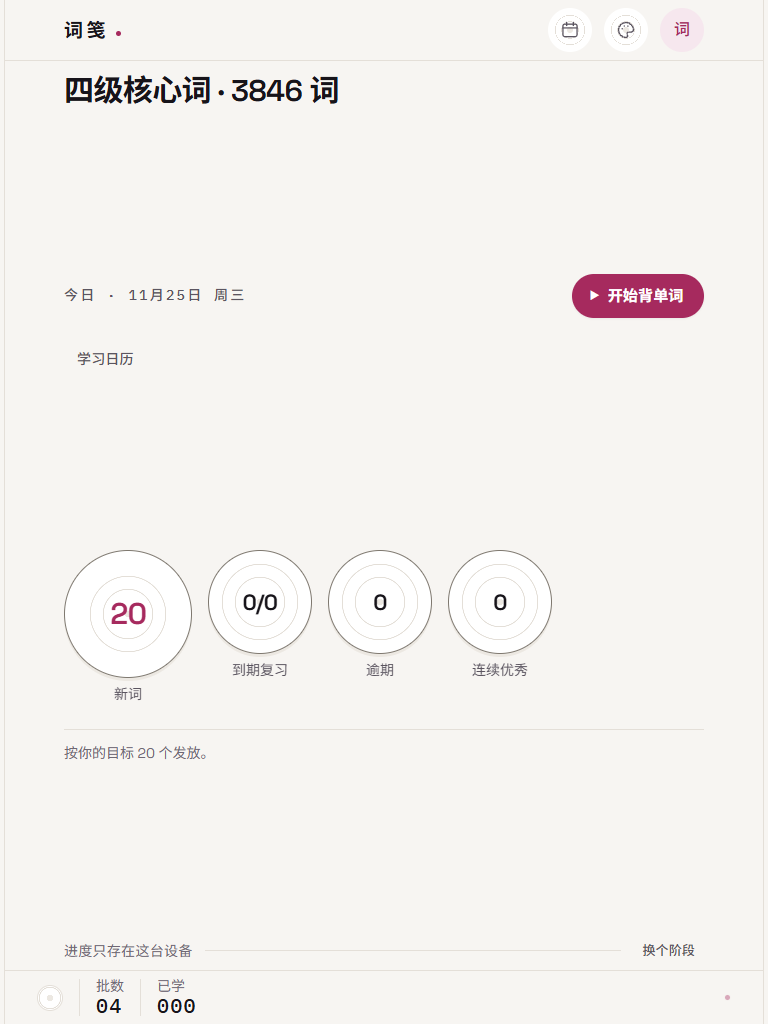 词笺
词
四级核心词 · 3846 词
今日 · 11月25日 周三
开始背单词
学习日历
20
新词
0/0
到期复习
0
逾期
0
连续优秀
按你的目标 20 个发放。
进度只存在这台设备
换个阶段
批数
04
已学
000